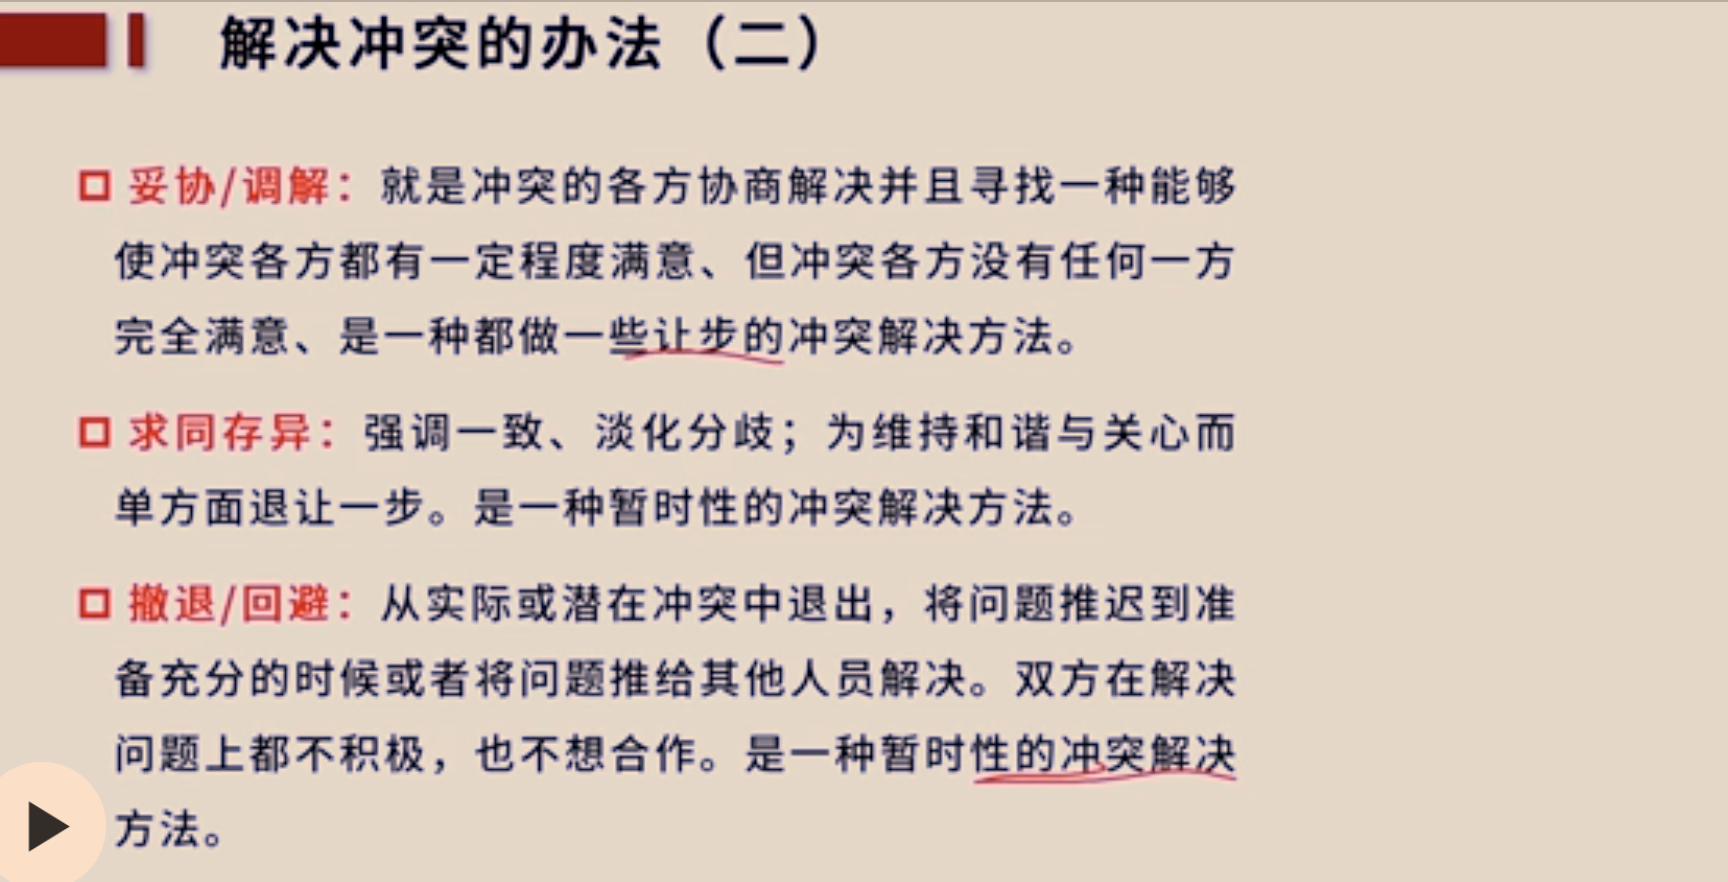 解决冲突的办法（二）
妥协/调解：就是冲突的各方协商解决并且寻找一种能够
使冲突各方都有一定程度满意、但冲突各方没有任何一方
完全满意、是一种都做一些让步的冲突解决方法。
求同存异：强调一致、淡化分歧；为维持和谐与关心而
单方面退让一步。是一种暂时性的冲突解决方法。
撤退/回避：从实际或潜在冲突中退出，将问题推迟到准
备充分的时候或者将问题推给其他人员解决。双方在解决
问题上都不积极，也不想合作。是一种暂时性的冲突解决
方法。